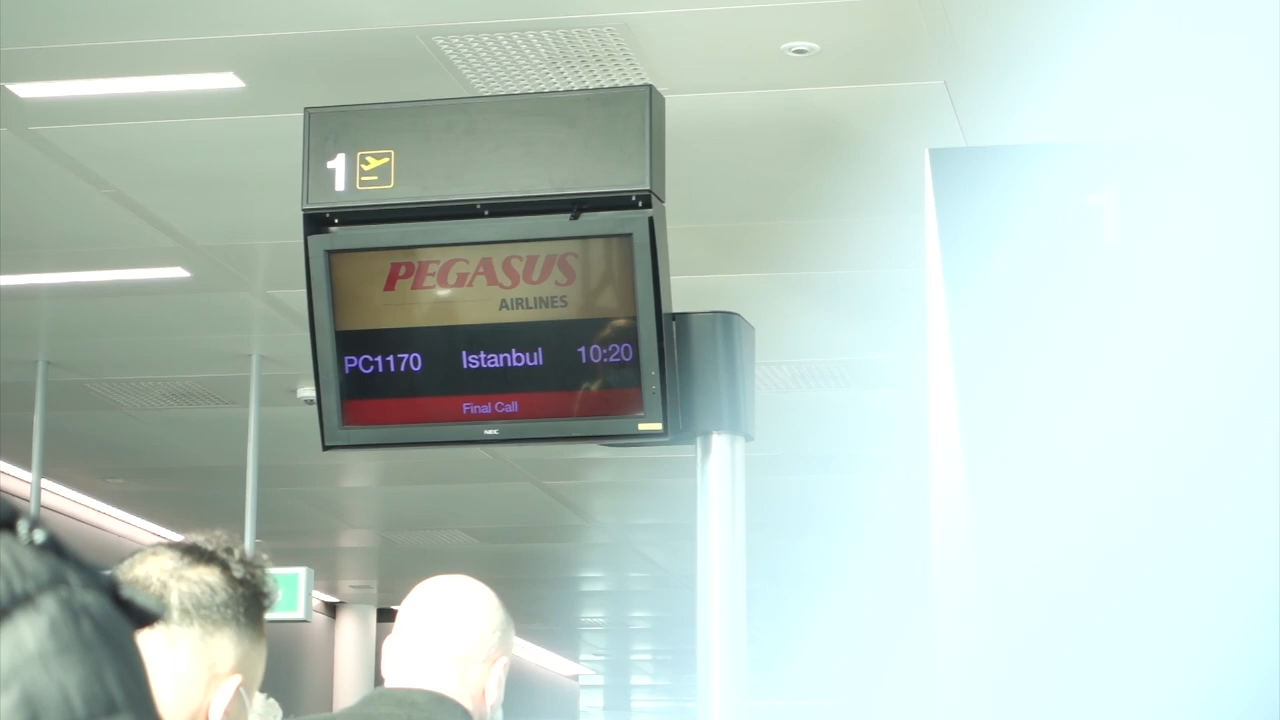 1
PEGASUS
AIRLINES
PC1170 Istanbul 10:20
Final Call
NEC